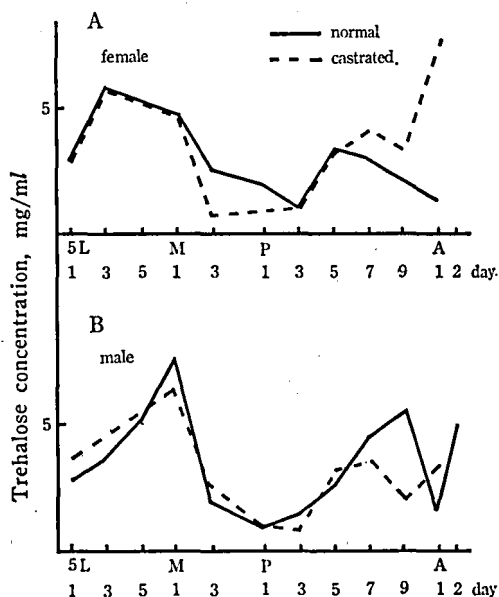 A
normal
female
castrated.
5
5L M P A
1 3 5 1 3 1 3 5 7 9 1 2 day.
Trehalose concentration, mg/ml
B
male
5
5L M P A
1 3 5 1 3 1 3 5 7 9 1 2 day